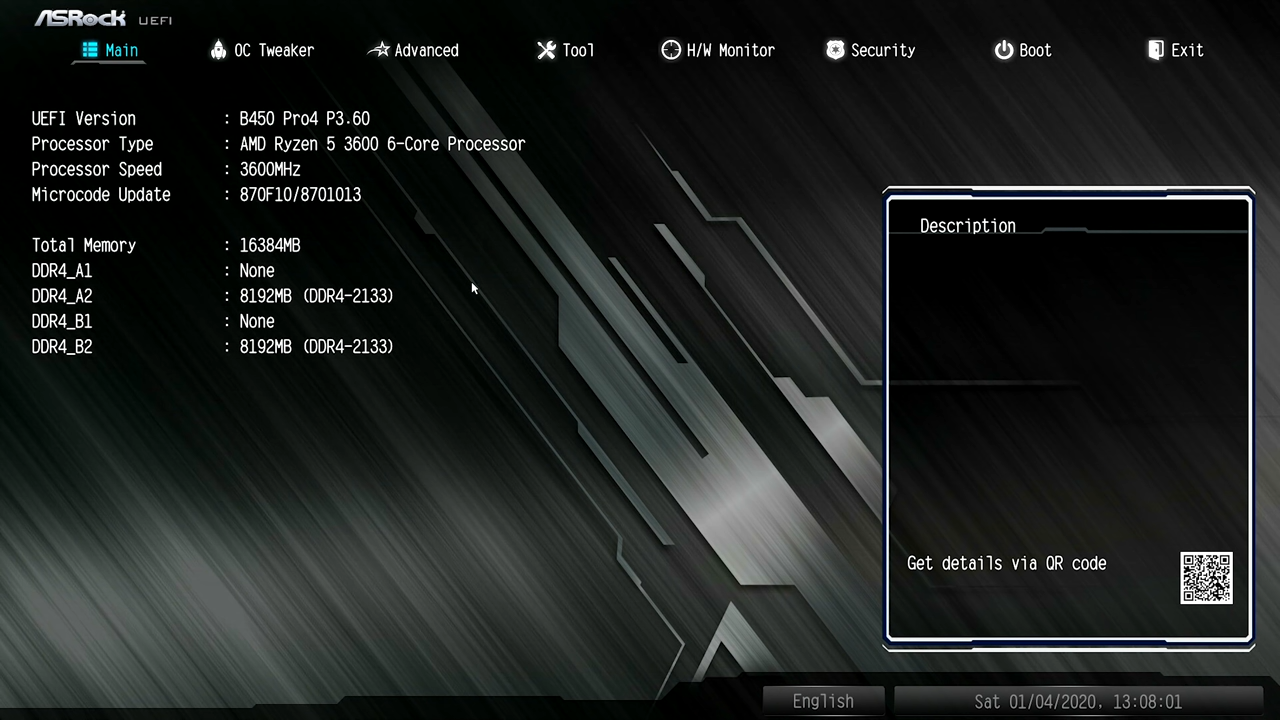 ASRock UEFI
Main OC Tweaker Advanced Tool H/W Monitor Security Boot Exit
UEFI Version : B450 Pro4 P3.60
Processor Type : AMD Ryzen 5 3600 6-Core Processor
Processor Speed : 3600MHz
Microcode Update : 870F10/8701013
Total Memory : 16384MB
DDR4_A1 : None
DDR4_A2 : 8192MB (DDR4-2133)
DDR4_B1 : None
DDR4_B2 : 8192MB (DDR4-2133)
Description
Get details via QR code
English
Sat 01/04/2020, 13:08:01